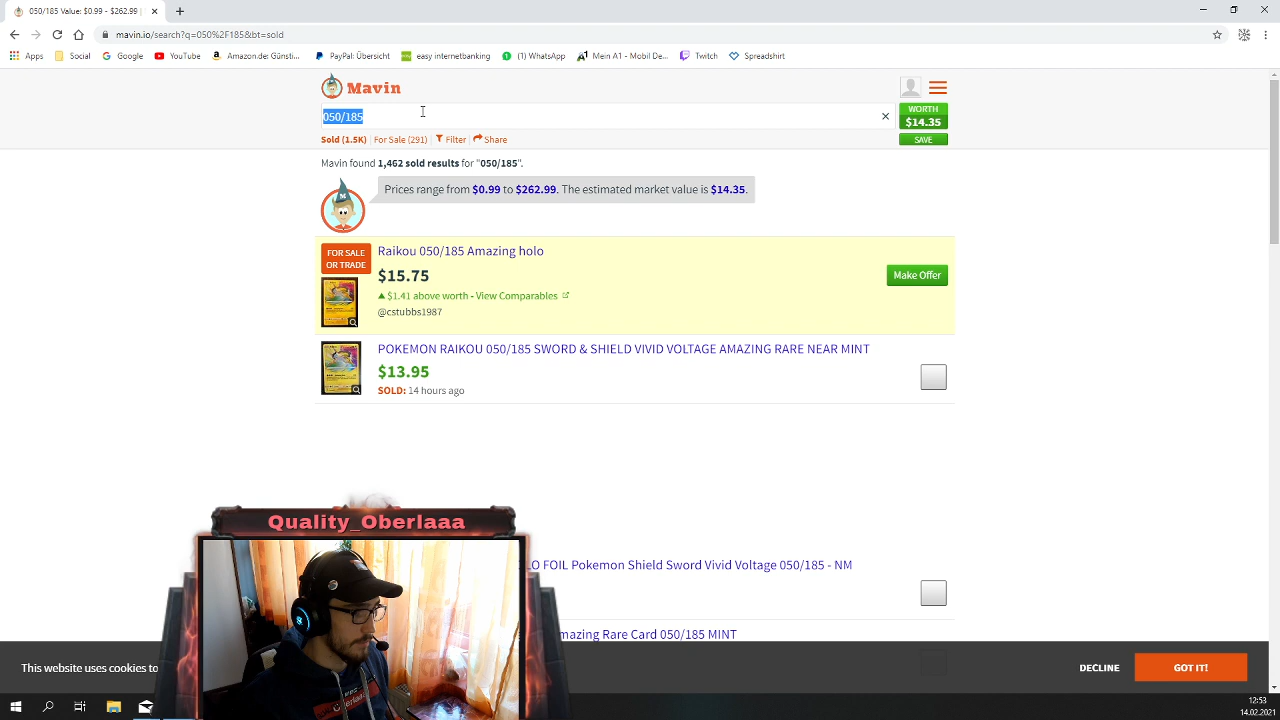 050/185 Value: $0.99 - $262.99
mavin.io/search?q=050%2F185&bt=sold
Apps
Social
Google
YouTube
Amazon.de: Günsti...
PayPal: Übersicht
easy internetbanking
(1) WhatsApp
Mein A1 - Mobil De...
Twitch
Spreadshirt
Mavin
050/185
WORTH
$14.35
Sold (1.5K)
For Sale (291)
Filter
Share
SAVE
Mavin found 1,462 sold results for "050/185".
Prices range from $0.99 to $262.99. The estimated market value is $14.35.
FOR SALE
OR TRADE
Raikou 050/185 Amazing holo
$15.75
Make Offer
$1.41 above worth - View Comparables
@cstubbs1987
POKEMON RAIKOU 050/185 SWORD & SHIELD VIVID VOLTAGE AMAZING RARE NEAR MINT
$13.95
SOLD: 14 hours ago
Quality_Oberlaaa
FOIL Pokemon Shield Sword Vivid Voltage 050/185 - NM
Rare Card 050/185 MINT
This website uses cookies to
DECLINE
GOT IT!
12:53
14.02.2021